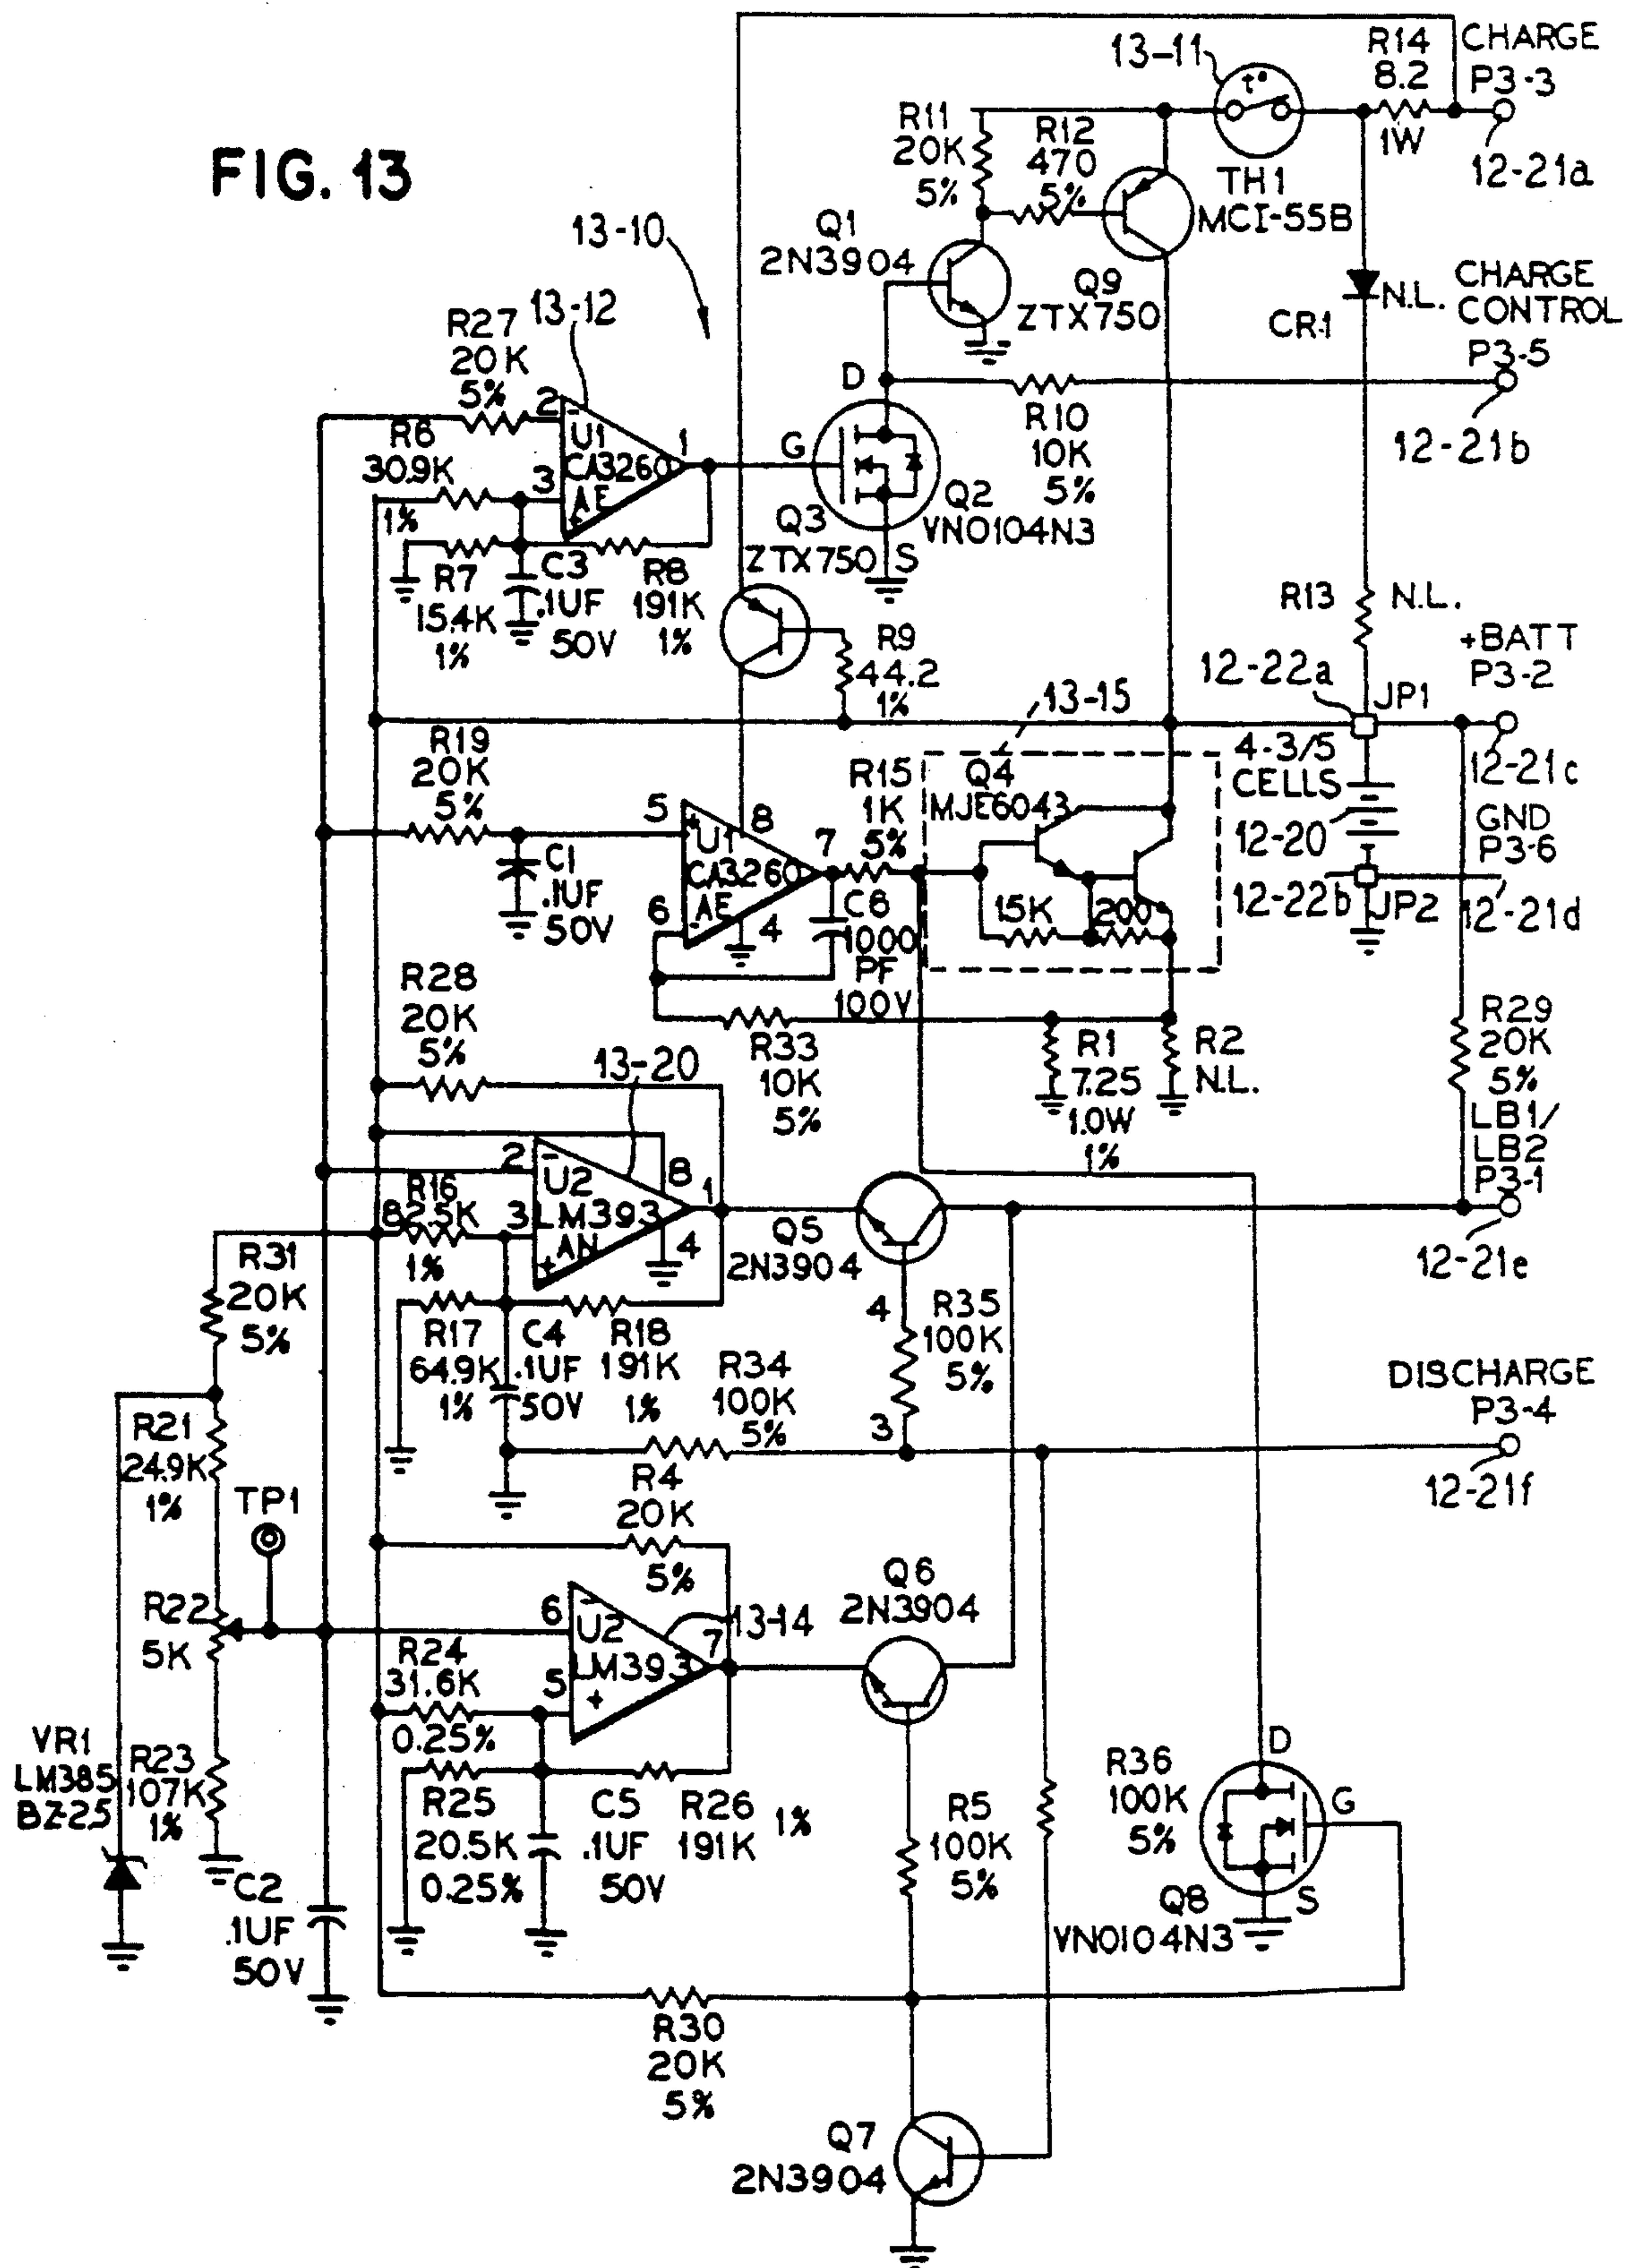 FIG. 13
13-10
13-11
t°
TH1
MCI-55B
R14
8.2
1W
CHARGE
P3-3
12-21a
R11
20K
5%
R12
470
5%
Q1
2N3904
Q9
ZTX750
CR1
N.L.
CHARGE
CONTROL
P3-5
12-21b
R27
20K
5%
13-12
2
-
U1
CA3260
AE
+
3
1
R6
30.9K
1%
R7
15.4K
1%
C3
.1UF
50V
R8
191K
1%
D
G
S
Q2
VN0104N3
R10
10K
5%
Q3
ZTX750
R9
44.2
1%
R13
N.L.
+BATT
P3-2
12-22a
JP1
12-21c
4-3/5
CELLS
12-20
GND
P3-6
12-22b
JP2
12-21d
13-15
R19
20K
5%
C1
.1UF
50V
5
+
U1
CA3260
AE
-
6
8
7
4
R15
1K
5%
C6
1000
PF
100V
Q4
MJE6043
15K
200
R33
10K
5%
R1
7.25
1.0W
1%
R2
N.L.
R29
20K
5%
LB1/
LB2
P3-1
12-21e
R28
20K
5%
13-20
2
-
U2
LM393
AN
+
3
8
1
4
R16
82.5K
1%
R17
64.9K
1%
C4
.1UF
50V
R18
191K
1%
Q5
2N3904
4
R35
100K
5%
3
R34
100K
5%
DISCHARGE
P3-4
12-21f
R31
20K
5%
R21
24.9K
1%
TP1
R22
5K
R23
107K
1%
VR1
LM385
BZ2.5
C2
.1UF
50V
R4
20K
5%
6
-
U2
LM393
+
5
7
13-14
R24
31.6K
0.25%
R25
20.5K
0.25%
C5
.1UF
50V
R26
191K
1%
Q6
2N3904
R5
100K
5%
R36
100K
5%
D
G
S
Q8
VN0104N3
R30
20K
5%
Q7
2N3904